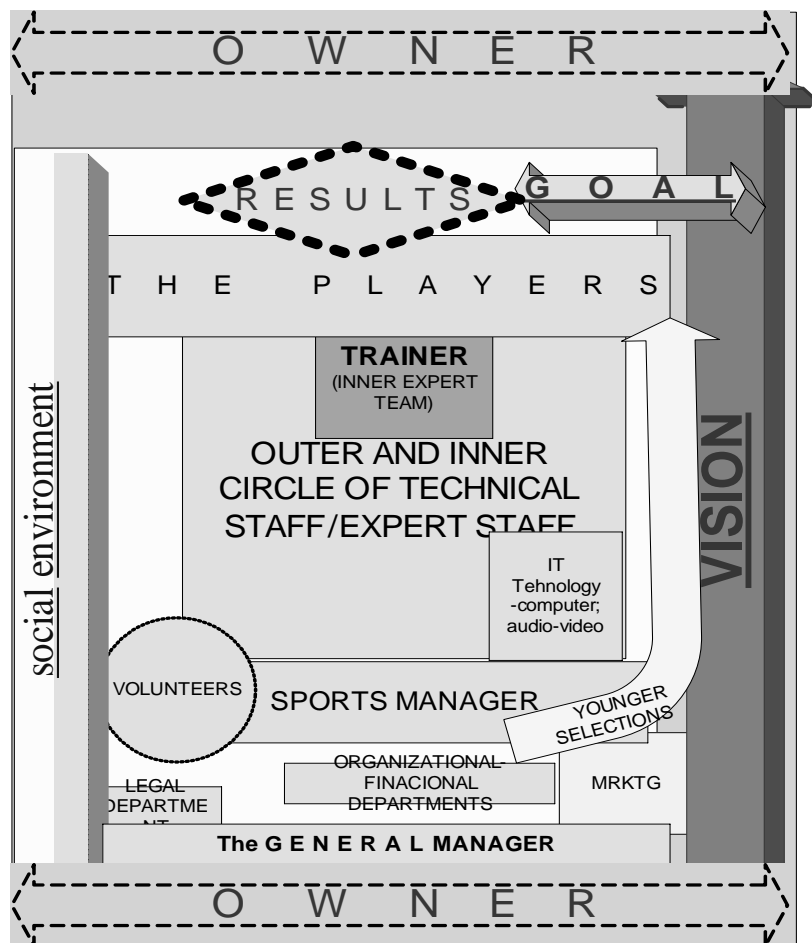 O W N E R
R E S U L T S
G O A L
T H E P L A Y E R S
TRAINER
(INNER EXPERT
TEAM)
OUTER AND INNER
CIRCLE OF TECHNICAL
STAFF/EXPERT STAFF
IT
Tehnology
-computer;
audio-video
social environment
VISION
VOLUNTEERS
SPORTS MANAGER
YOUNGER
SELECTIONS
ORGANIZATIONAL-
FINACIONAL
DEPARTMENTS
MRKTG
LEGAL
DEPARTME
NT
The G E N E R A L MANAGER
O W N E R